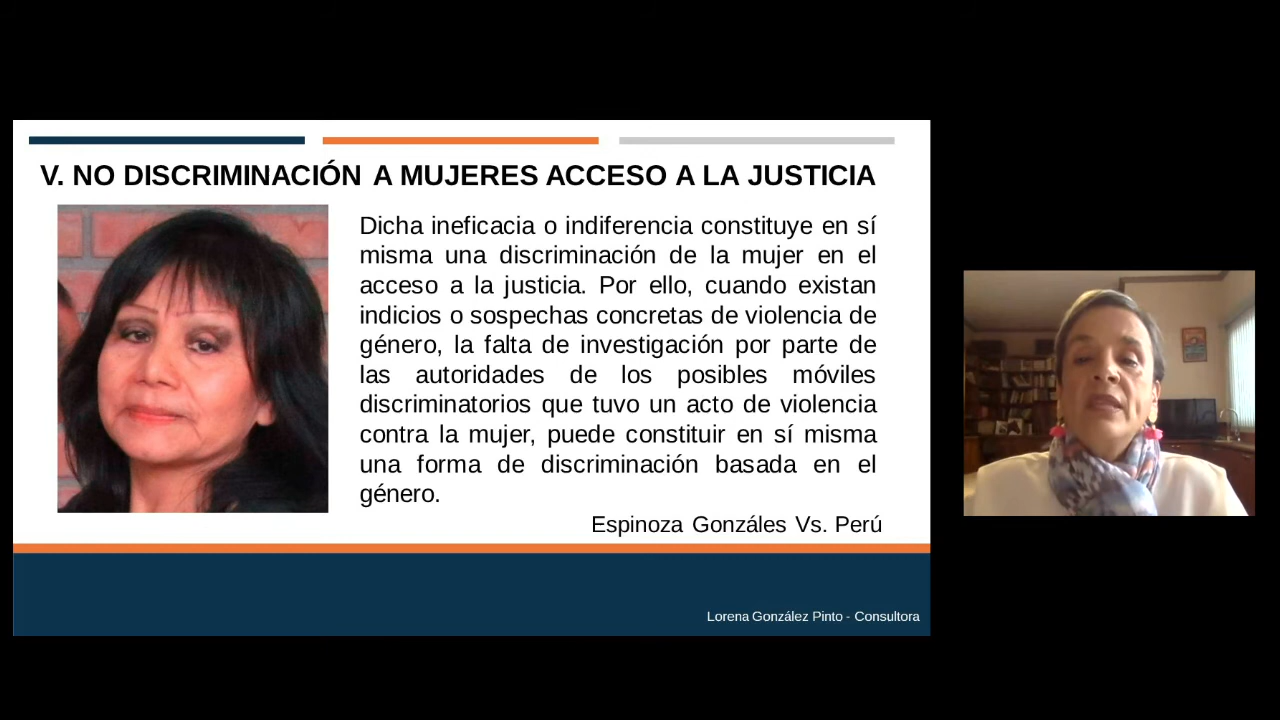 V. NO DISCRIMINACIÓN A MUJERES ACCESO A LA JUSTICIA
Dicha ineficacia o indiferencia constituye en sí
misma una discriminación de la mujer en el
acceso a la justicia. Por ello, cuando existan
indicios o sospechas concretas de violencia de
género, la falta de investigación por parte de
las autoridades de los posibles móviles
discriminatorios que tuvo un acto de violencia
contra la mujer, puede constituir en sí misma
una forma de discriminación basada en el
género.
Espinoza Gonzáles Vs. Perú
Lorena González Pinto - Consultora